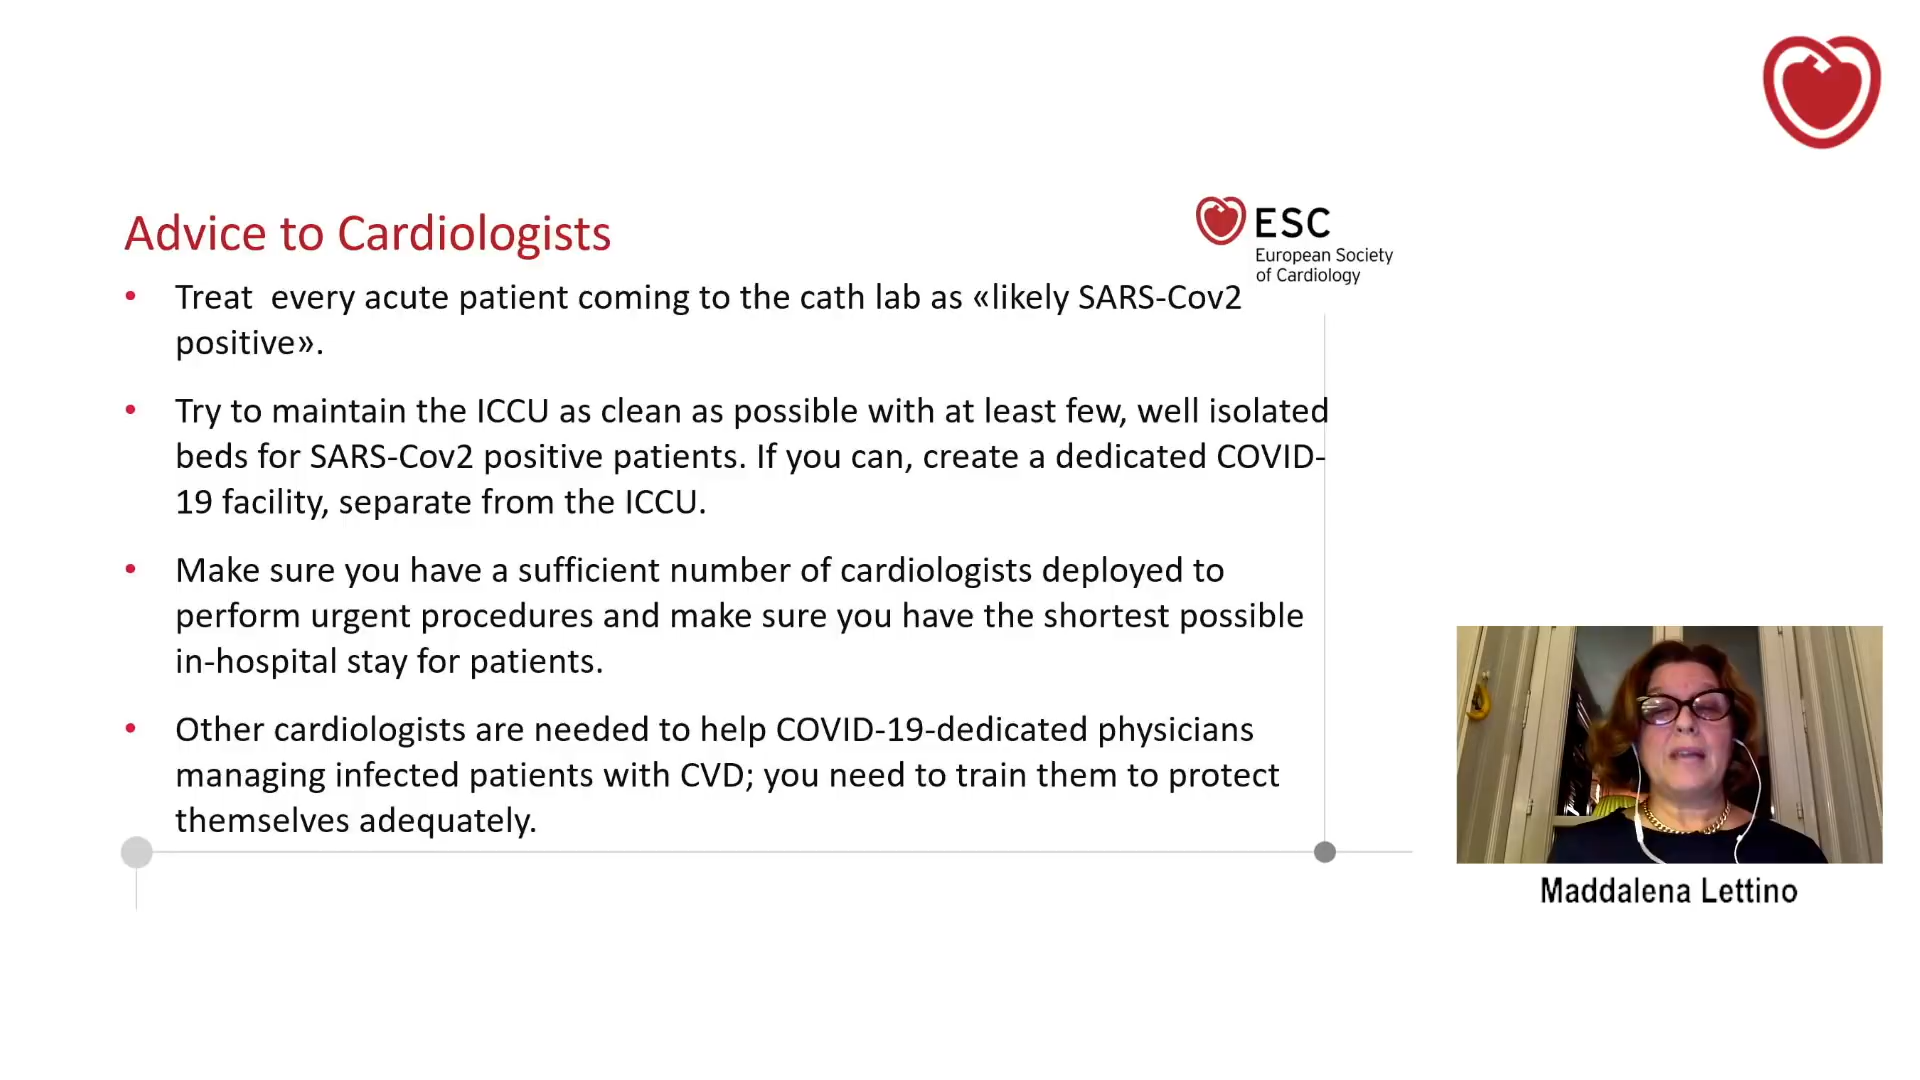 Advice to Cardiologists
ESC
European Society
of Cardiology
• Treat  every acute patient coming to the cath lab as «likely SARS-Cov2
positive».
• Try to maintain the ICCU as clean as possible with at least few, well isolated
beds for SARS-Cov2 positive patients. If you can, create a dedicated COVID-
19 facility, separate from the ICCU.
• Make sure you have a sufficient number of cardiologists deployed to
perform urgent procedures and make sure you have the shortest possible
in-hospital stay for patients.
• Other cardiologists are needed to help COVID-19-dedicated physicians
managing infected patients with CVD; you need to train them to protect
themselves adequately.
Maddalena Lettino